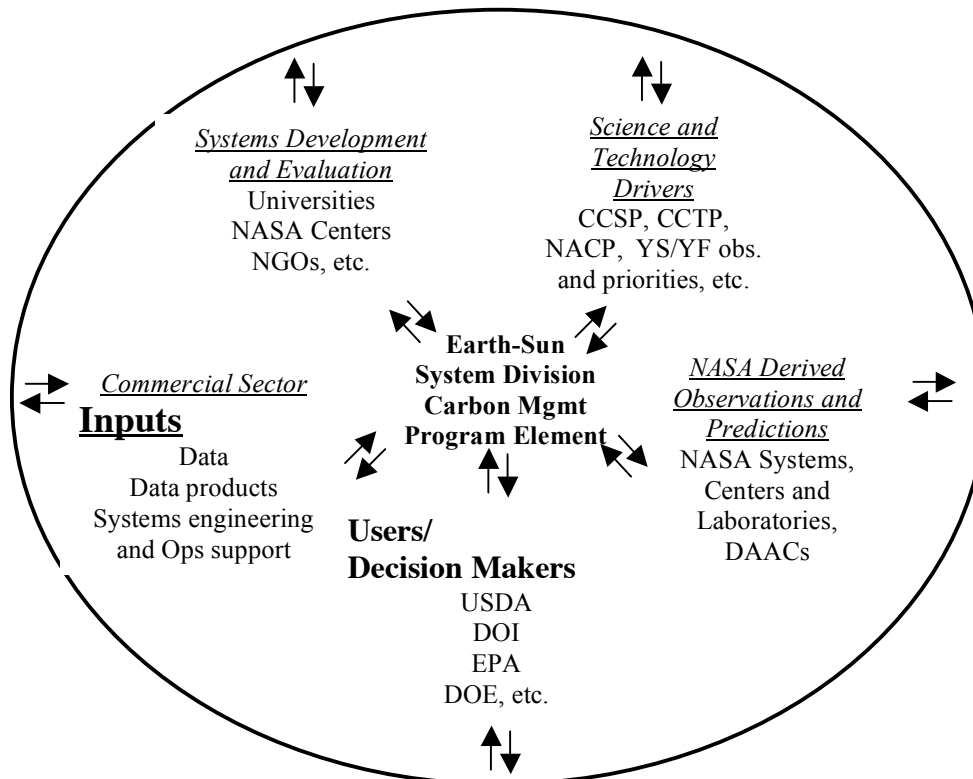 Systems Development
and Evaluation
Universities
NASA Centers
NGOs, etc.
Science and
Technology
Drivers
CCSP, CCTP,
NACP, YS/YF obs.
and priorities, etc.
Earth-Sun
System Division
Carbon Mgmt
Program Element
Commercial Sector
Inputs
Data
Data products
Systems engineering
and Ops support
NASA Derived
Observations and
Predictions
NASA Systems,
Centers and
Laboratories,
DAACs
Users/
Decision Makers
USDA
DOI
EPA
DOE, etc.